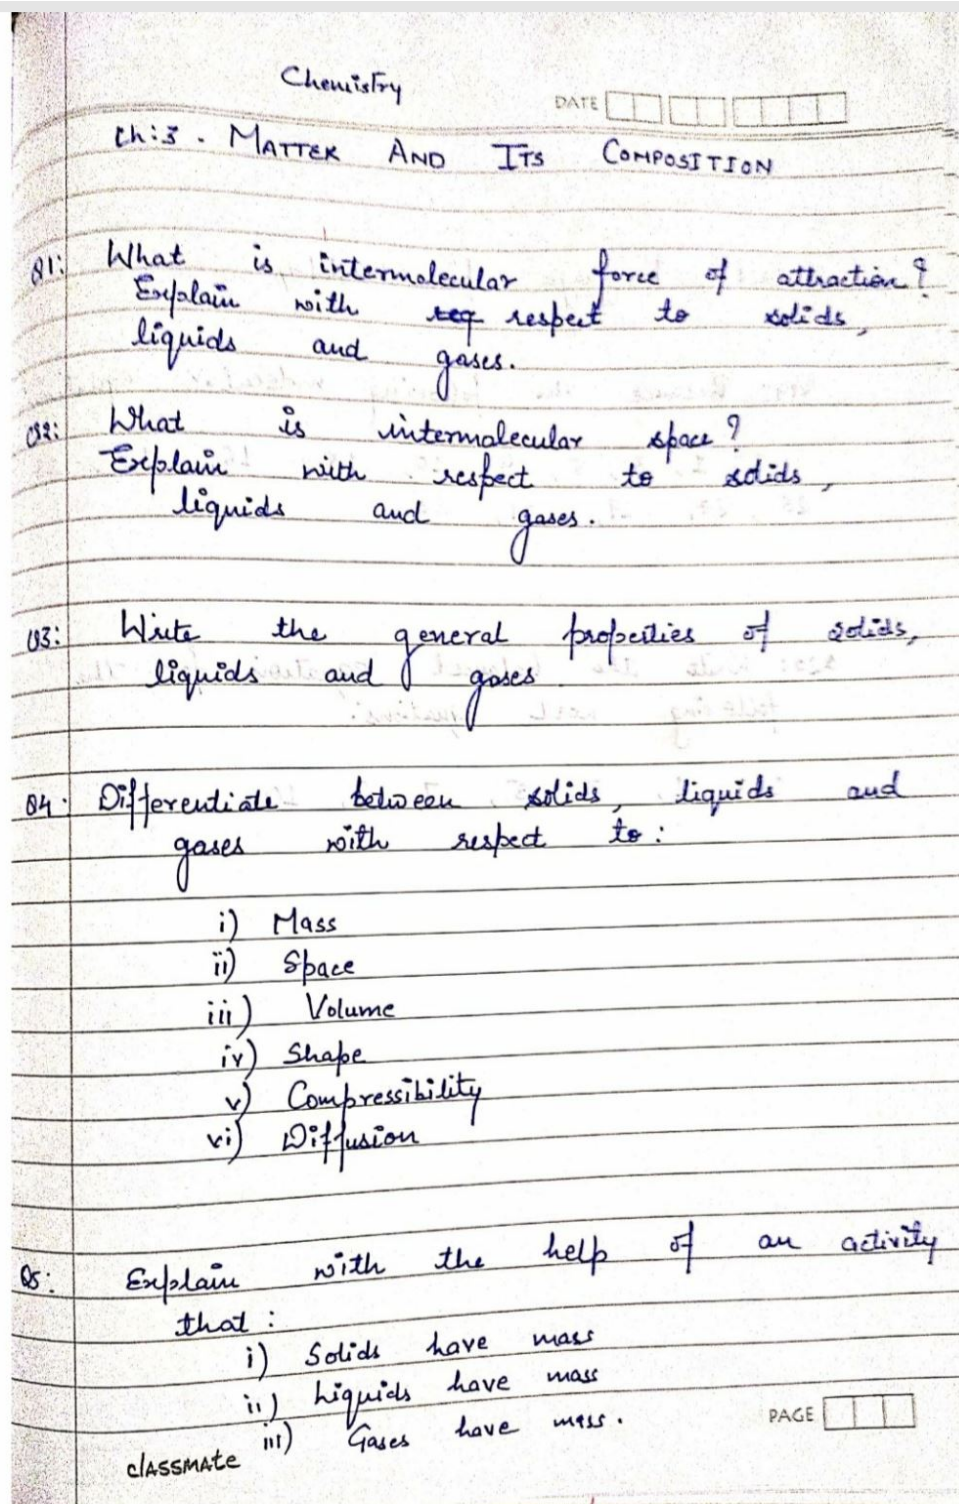 Chemistry
DATE
Ch:3 - MATTER AND ITS COMPOSITION
Q1: What is intermolecular force of attraction?
Explain with req respect to solids,
liquids and gases.
Q2: What is intermolecular space?
Explain with respect to solids,
liquids and gases.
Q3: Write the general properties of solids,
liquids and gases
Q4: Differentiate between solids, liquids and
gases with respect to:
i) Mass
ii) Space
iii) Volume
iv) Shape
v) Compressibility
vi) Diffusion
Q5: Explain with the help of an activity
that:
i) Solids have mass
ii) Liquids have mass
iii) Gases have mass.
PAGE
classmate